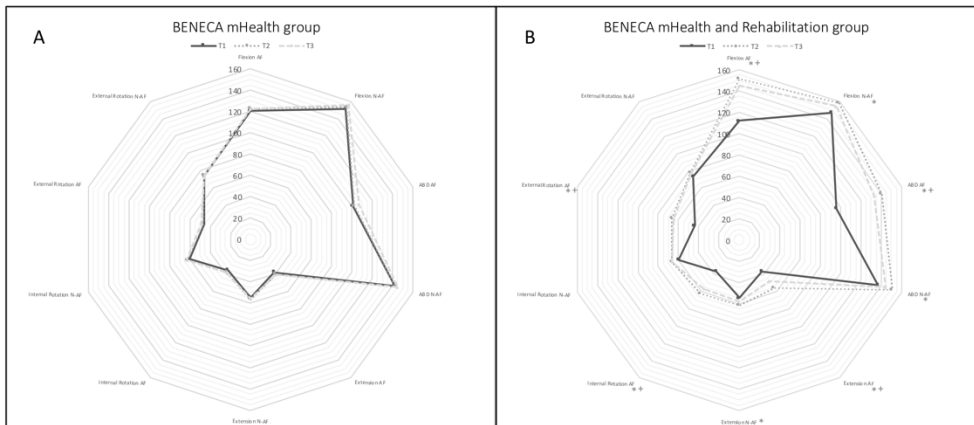 BENECA mHealth group
A
T1 T2 T3
Flexion AF
160
140
120
100
80
60
40
20
0
Flexion N-AF
ABD AF
ABD N-AF
Extension AF
Extension N-AF
Internal Rotation AF
Internal Rotation N-AF
External Rotation AF
External Rotation N-AF
BENECA mHealth and Rehabilitation group
B
T1 T2 T3
Flexion AF
*+
160
140
120
100
80
60
40
20
0
Flexion N-AF *
ABD AF
*+
ABD N-AF
*
Extension AF
*+
Extension N-AF *
Internal Rotation AF
*+
Internal Rotation N-AF
External Rotation AF
*+
External Rotation N-AF